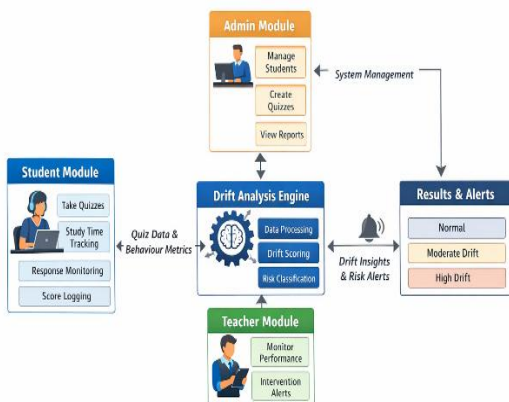 Admin Module
Manage
Students
Create
Quizzes
View Reports
System Management
Student Module
Take Quizzes
Study Time
Tracking
Response Monitoring
Score Logging
Quiz Data &
Behaviour Metrics
Drift Analysis Engine
Data Processing
Drift Scoring
Risk Classification
Drift Insights
& Risk Alerts
Results & Alerts
Normal
Moderate Drift
High Drift
Teacher Module
Monitor
Performance
Intervention
Alerts